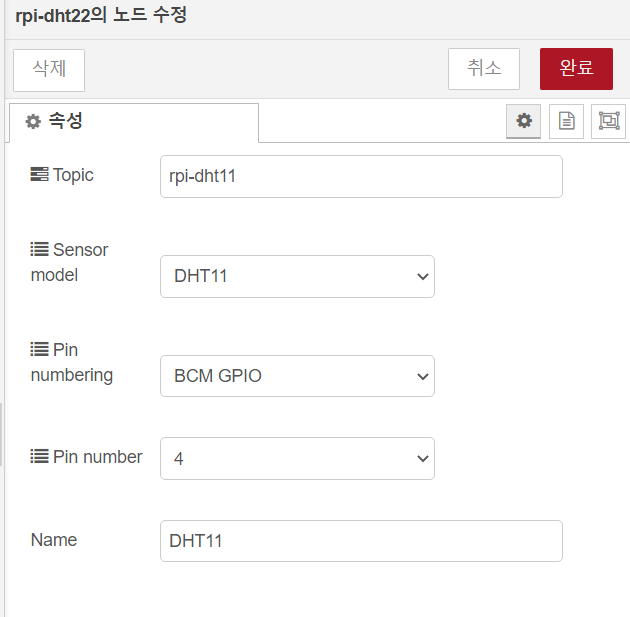 rpi-dht22의 노드 수정
삭제
취소
완료
속성
Topic
rpi-dht11
Sensor
model
DHT11
Pin
numbering
BCM GPIO
Pin number
4
Name
DHT11